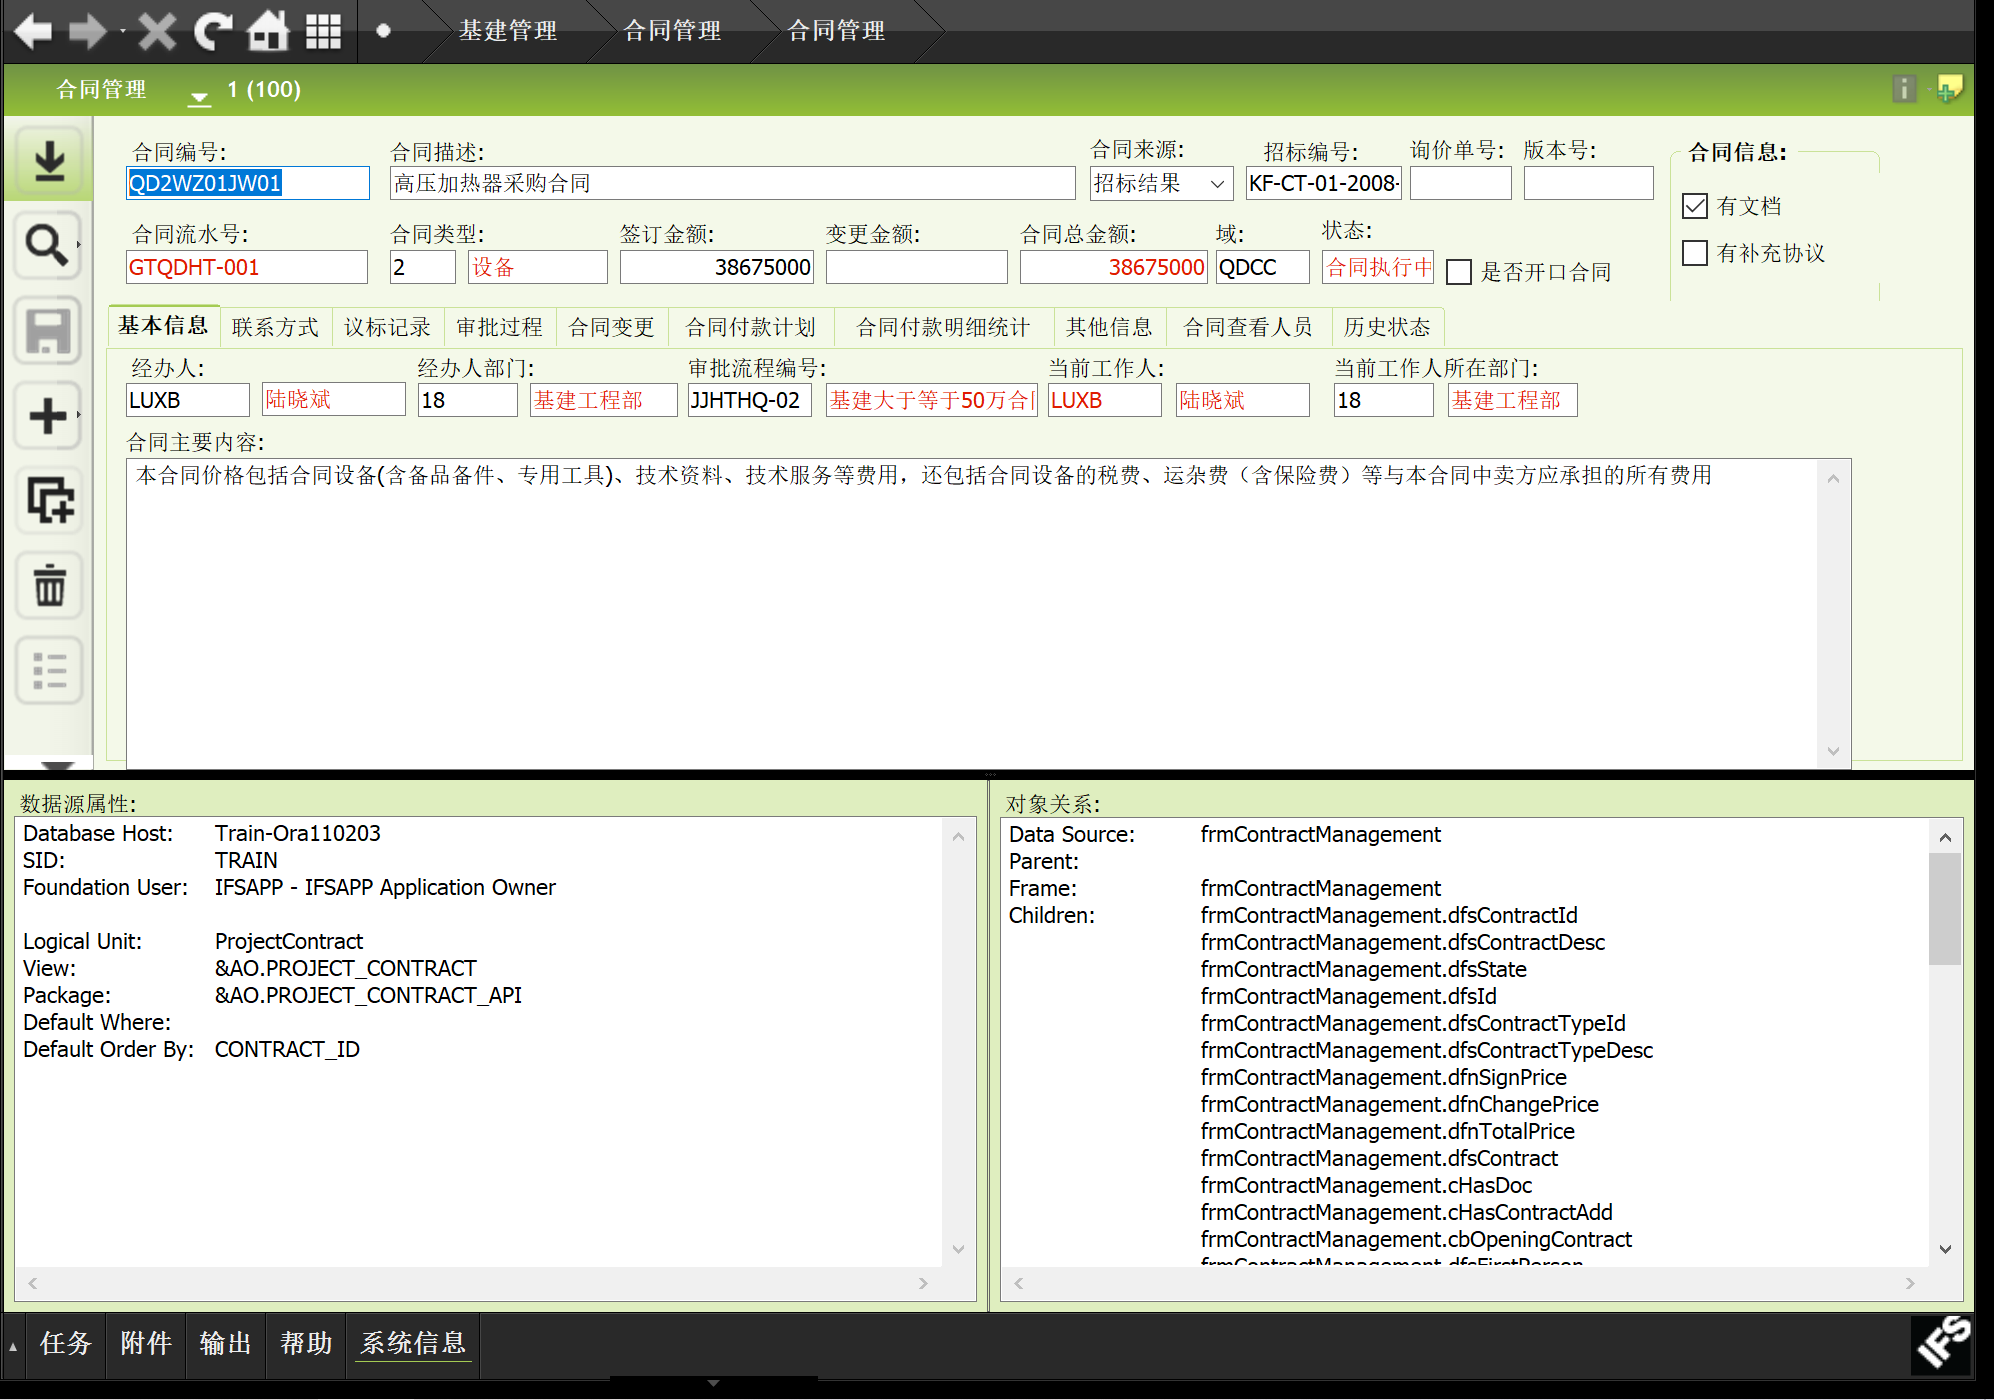 基建管理 合同管理 合同管理
合同管理 1 (100)
合同编号: 合同描述: 合同来源: 招标编号: 询价单号: 版本号: 合同信息:
QD2WZ01JW01 高压加热器采购合同 招标结果 KF-CT-01-2008-
有文档
合同流水号: 合同类型: 签订金额: 变更金额: 合同总金额: 域: 状态:
有补充协议
GTQDHT-001 2 设备 38675000 38675000 QDCC 合同执行中 是否开口合同
基本信息 联系方式 议标记录 审批过程 合同变更 合同付款计划 合同付款明细统计 其他信息 合同查看人员 历史状态
经办人: 经办人部门: 审批流程编号: 当前工作人: 当前工作人所在部门:
LUXB 陆晓斌 18 基建工程部 JJHTHQ-02 基建大于等于50万合 LUXB 陆晓斌 18 基建工程部
合同主要内容:
本合同价格包括合同设备(含备品备件、专用工具)、技术资料、技术服务等费用，还包括合同设备的税费、运杂费（含保险费）等与本合同中卖方应承担的所有费用
数据源属性:
Database Host: Train-Ora110203
SID: TRAIN
Foundation User: IFSAPP - IFSAPP Application Owner
Logical Unit: ProjectContract
View: &AO.PROJECT_CONTRACT
Package: &AO.PROJECT_CONTRACT_API
Default Where:
Default Order By: CONTRACT_ID
对象关系:
Data Source: frmContractManagement
Parent:
Frame: frmContractManagement
Children: frmContractManagement.dfsContractId
frmContractManagement.dfsContractDesc
frmContractManagement.dfsState
frmContractManagement.dfsId
frmContractManagement.dfsContractTypeId
frmContractManagement.dfsContractTypeDesc
frmContractManagement.dfnSignPrice
frmContractManagement.dfnChangePrice
frmContractManagement.dfnTotalPrice
frmContractManagement.dfsContract
frmContractManagement.cHasDoc
frmContractManagement.cHasContractAdd
frmContractManagement.cbOpeningContract
frmContractManagement.dfsFirstPerson
任务 附件 输出 帮助 系统信息 IFS